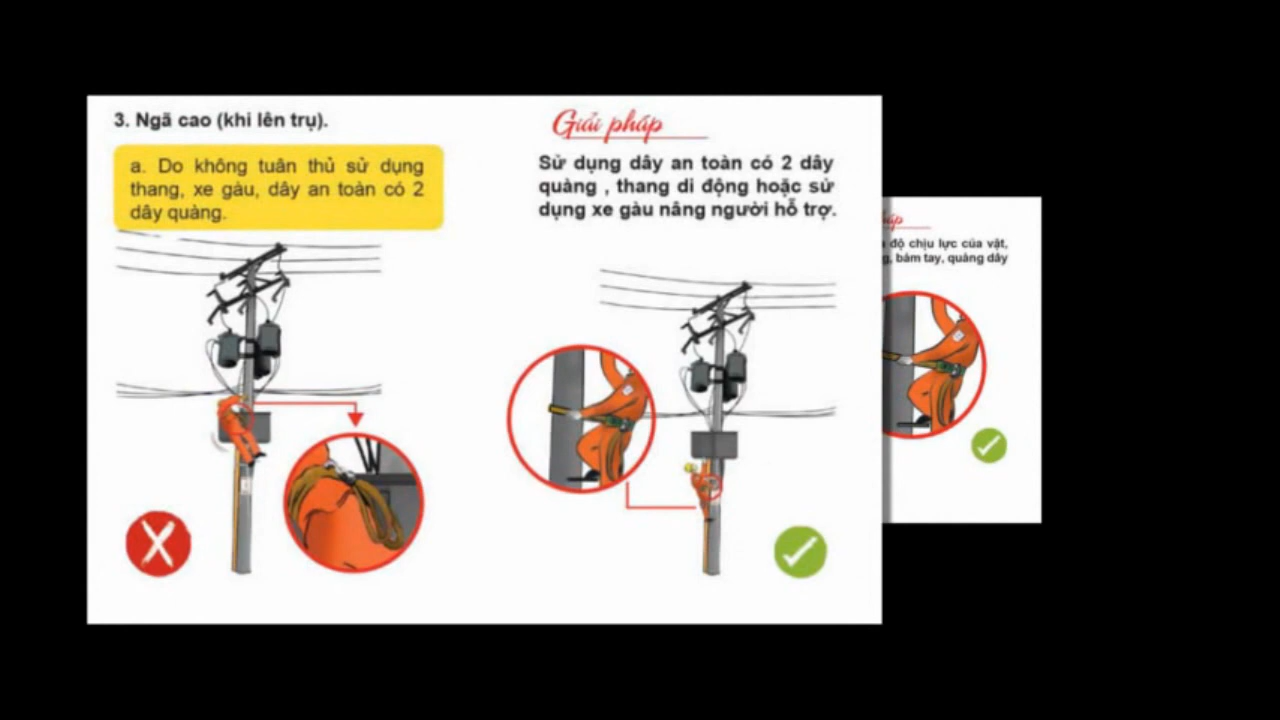 3. Ngã cao (khi lên trụ).
a. Do không tuân thủ sử dụng
thang, xe gàu, dây an toàn có 2
dây quàng.
Giải pháp
Sử dụng dây an toàn có 2 dây
quàng , thang di động hoặc sử
dụng xe gàu nâng người hỗ trợ.
độ chịu lực của vật,
bám tay, quàng dây